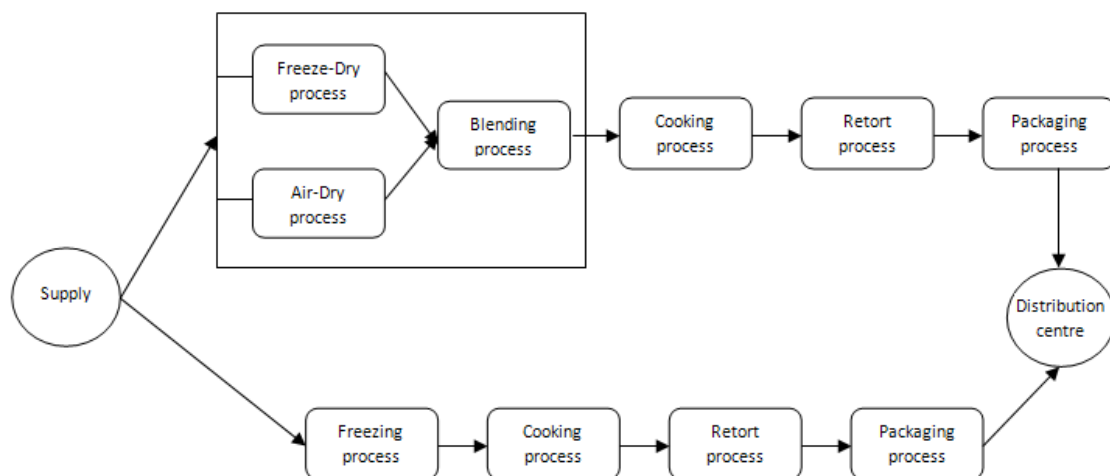 Freeze-Dry
process
Blending
process
Cooking
process
Retort
process
Packaging
process
Air-Dry
process
Supply
Distribution
centre
Freezing
process
Cooking
process
Retort
process
Packaging
process